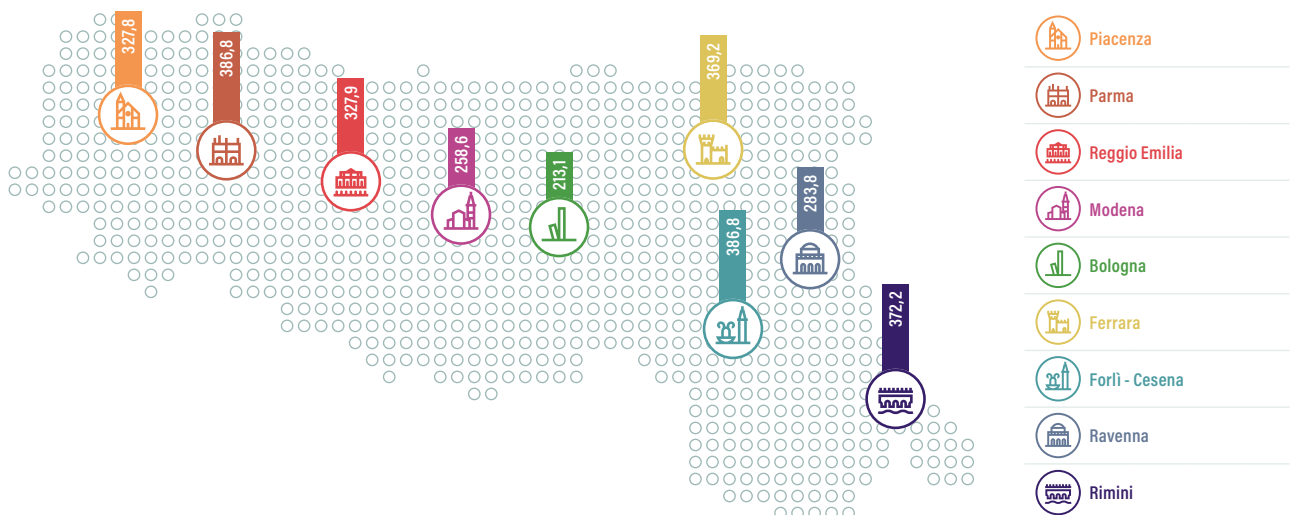 327,8
386,8
327,9
258,6
213,1
369,2
386,8
283,8
372,2
Piacenza
Parma
Reggio Emilia
Modena
Bologna
Ferrara
Forlì - Cesena
Ravenna
Rimini